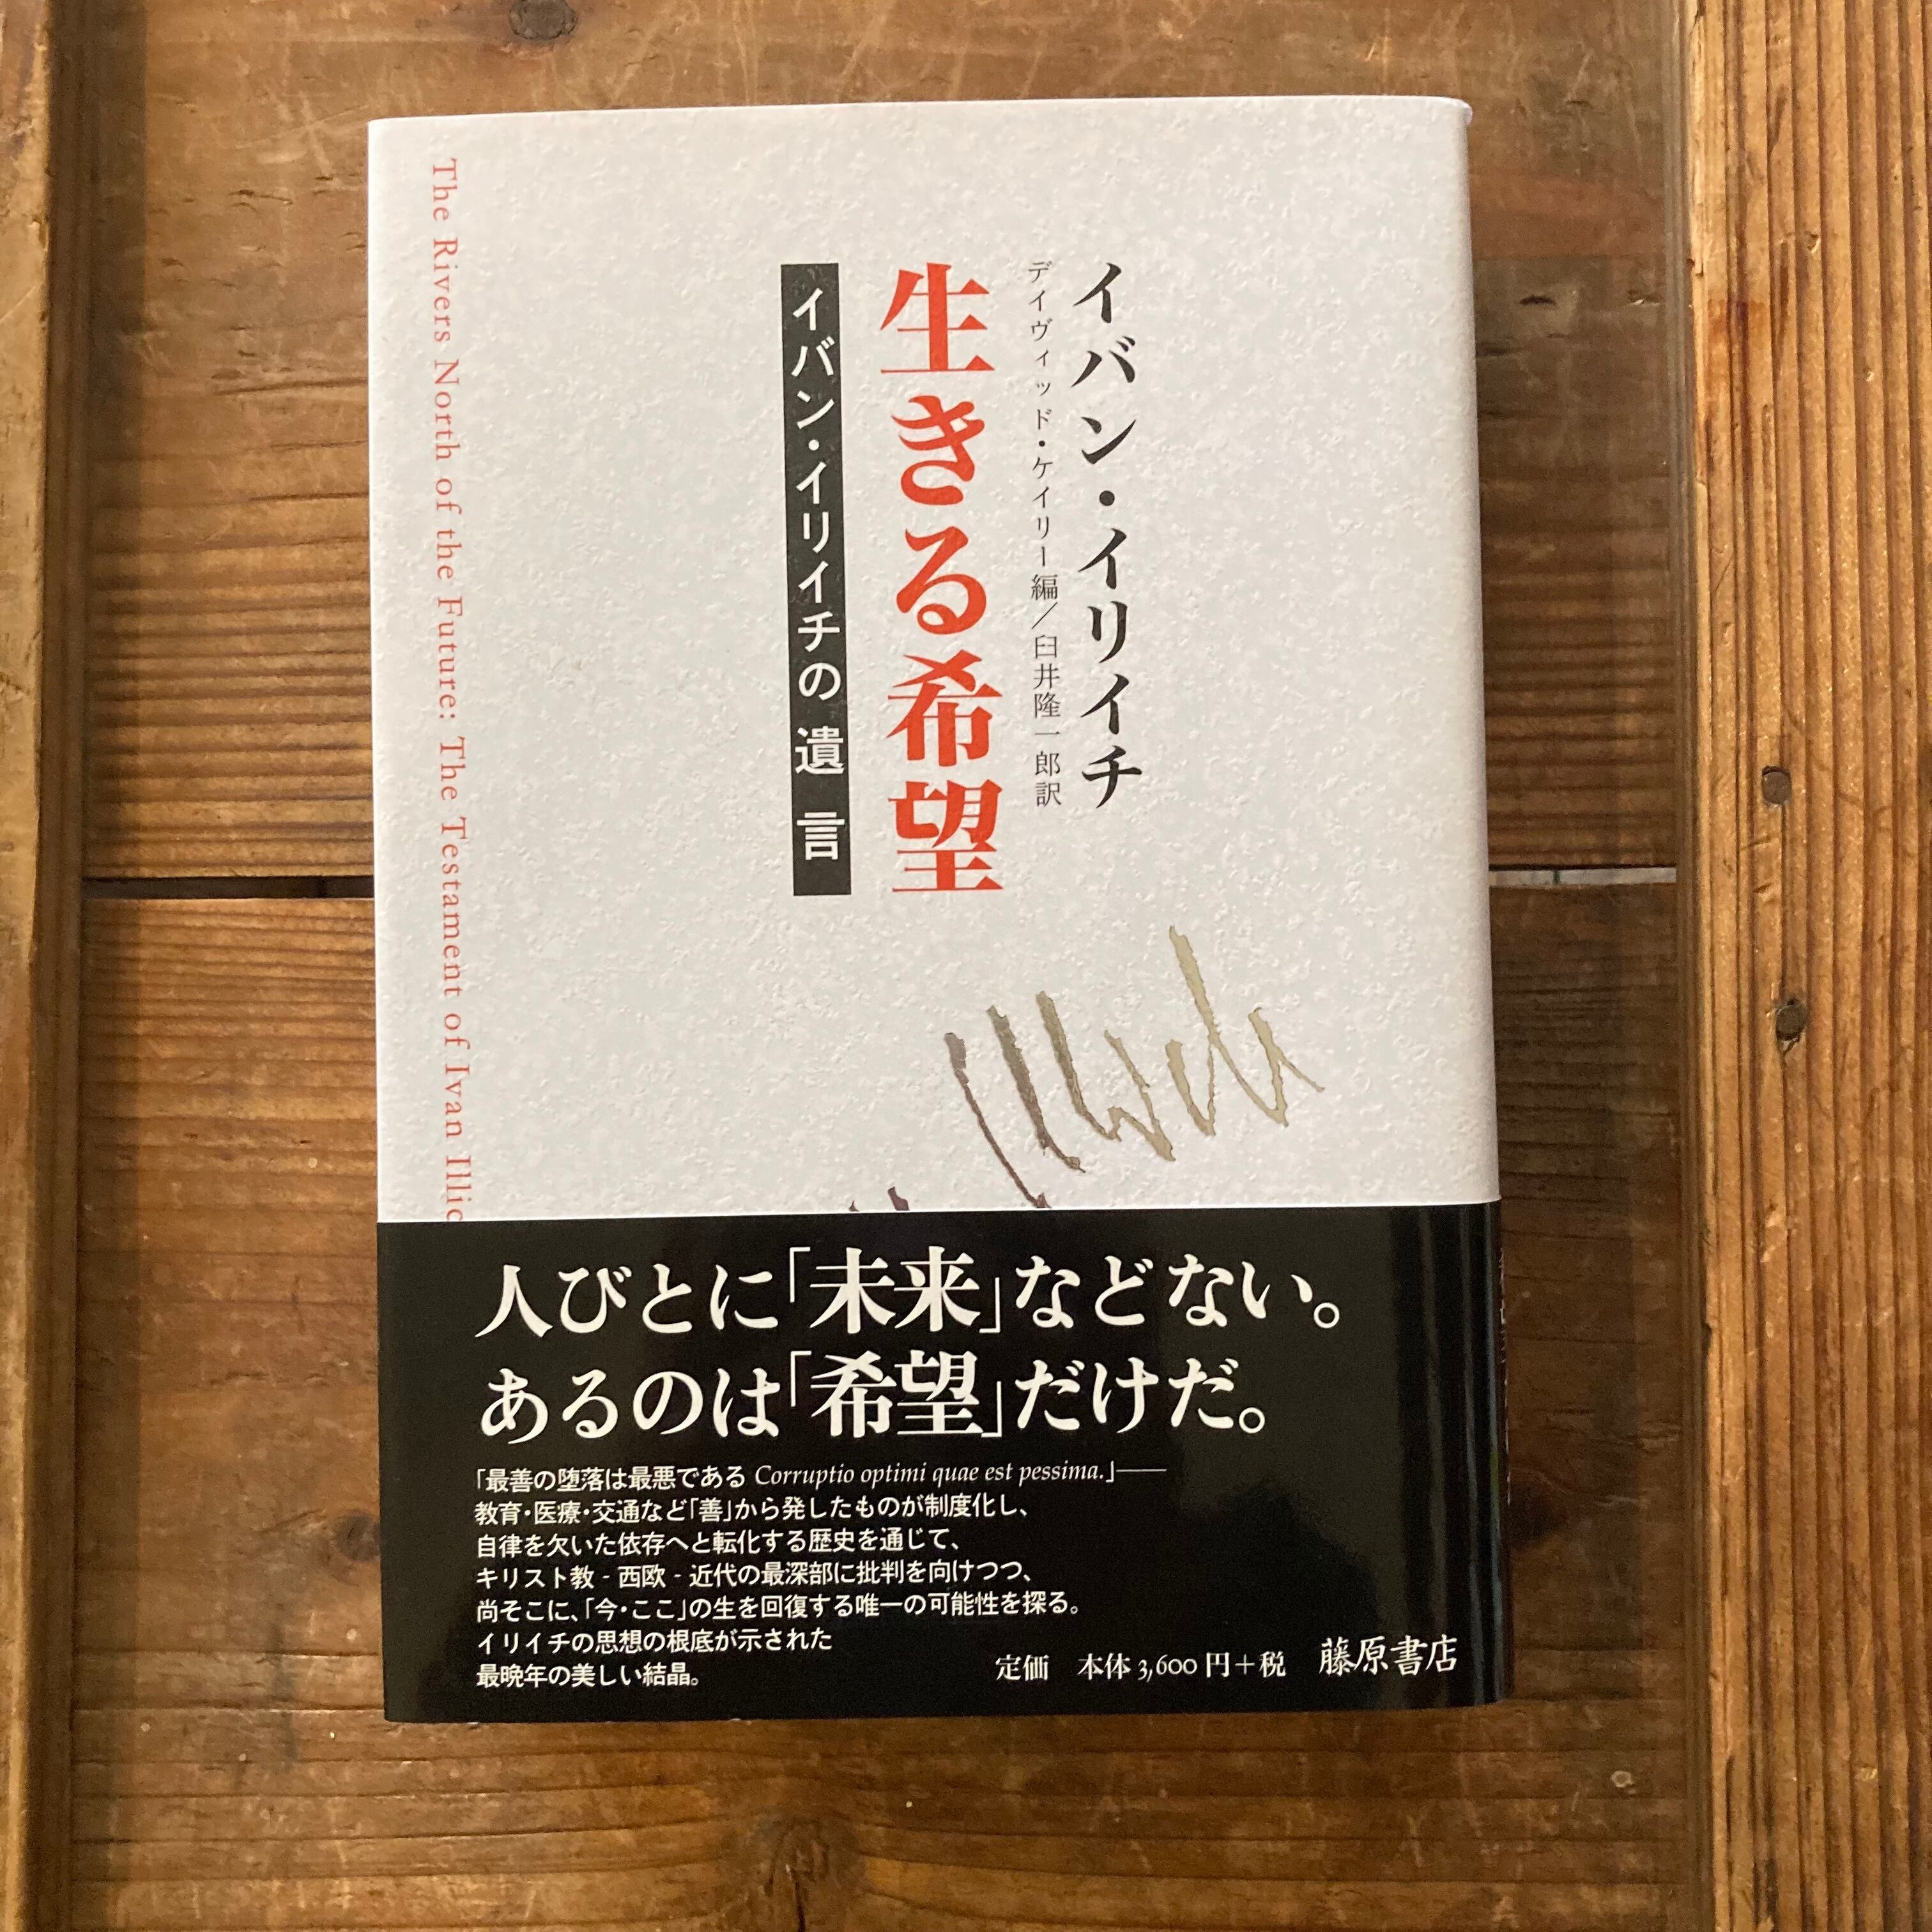 イバン・イリイチ
デイヴィッド・ケイリー編／臼井隆一郎訳
生きる希望
イバン・イリイチの遺言
The Rivers North of the Future: The Testament of Ivan Illic
人びとに「未来」などない。
あるのは「希望」だけだ。
「最善の堕落は最悪である Corruptio optimi quae est pessima.」――
教育・医療・交通など「善」から発したものが制度化し、
自律を欠いた依存へと転化する歴史を通じて、
キリスト教‐西欧‐近代の最深部に批判を向けつつ、
尚そこに、「今・ここ」の生を回復する唯一の可能性を探る。
イリイチの思想の根底が示された
最晩年の美しい結晶。
定価　本体 3,600 円＋税　藤原書店